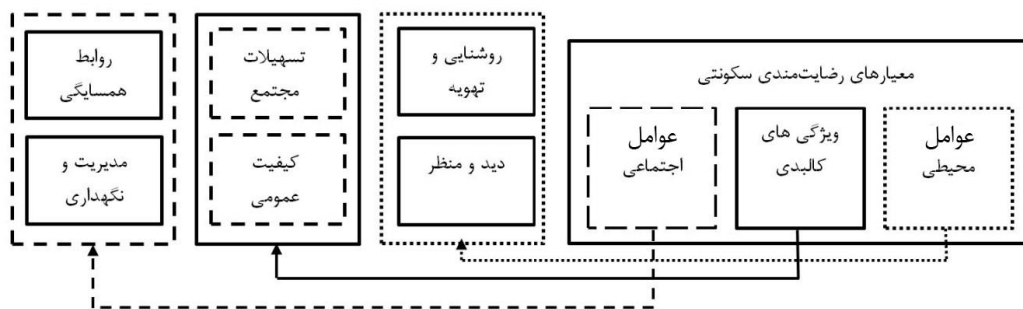 معیارهای رضایت‌مندی سکونتی
عوامل
محیطی
ویژگی های
کالبدی
عوامل
اجتماعی
روشنایی و
تهویه
دید و منظر
تسهیلات
مجتمع
کیفیت
عمومی
روابط
همسایگی
مدیریت و
نگهداری